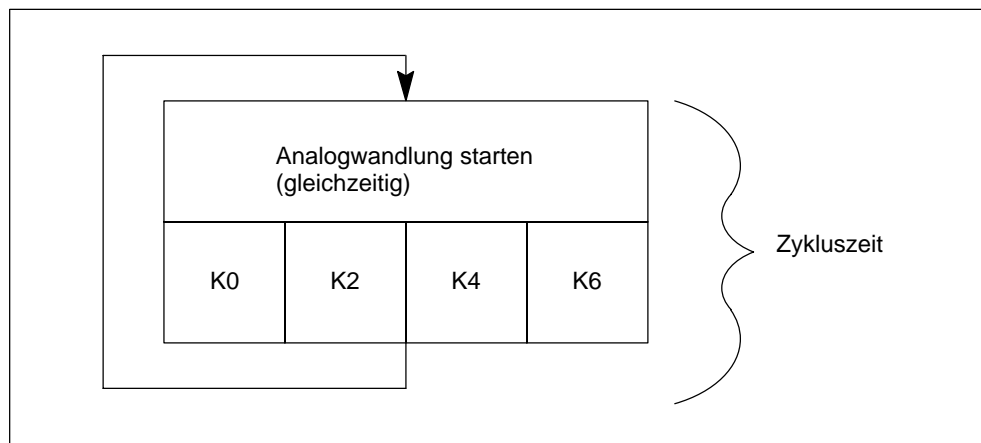 Analogwandlung starten
(gleichzeitig)
K0 K2 K4 K6
Zykluszeit